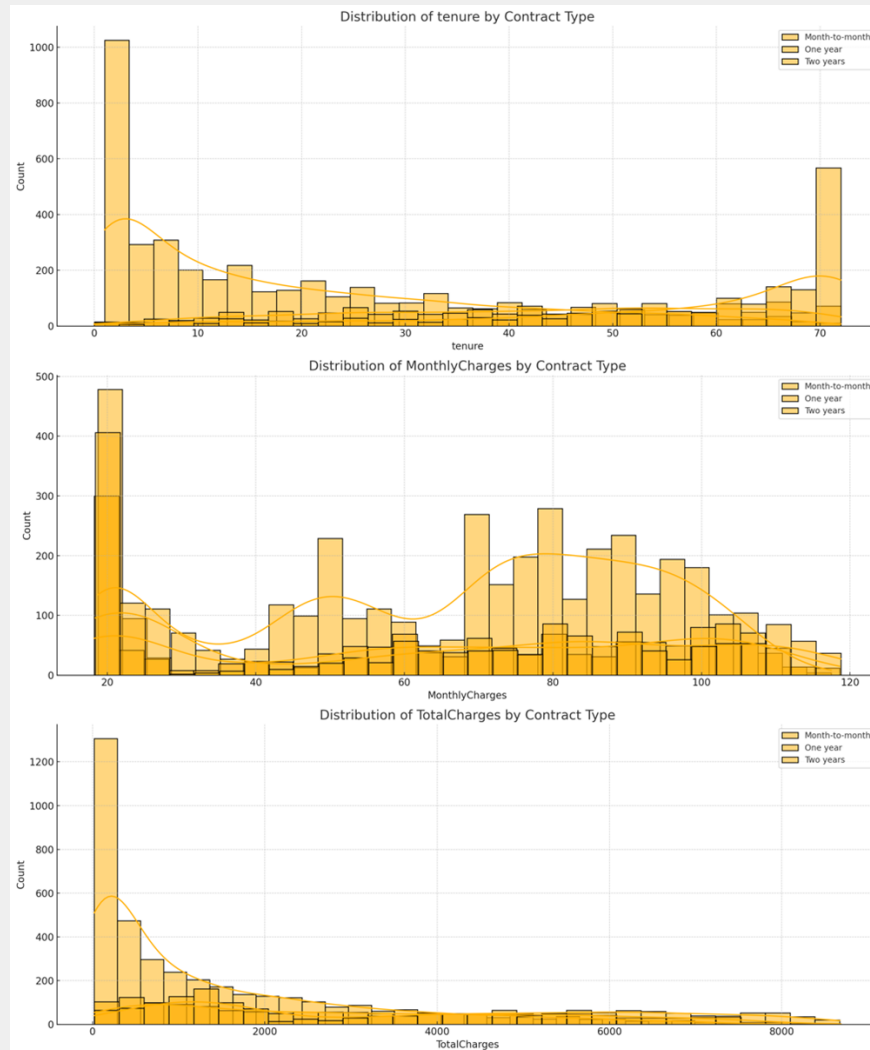 Distribution of tenure by Contract Type
Month-to-month
One year
Two years
1000
800
600
400
200
0
Count
0 10 20 30 40 50 60 70
tenure
Distribution of MonthlyCharges by Contract Type
Month-to-month
One year
Two years
500
400
300
200
100
0
Count
20 40 60 80 100 120
MonthlyCharges
Distribution of TotalCharges by Contract Type
Month-to-month
One year
Two years
1200
1000
800
600
400
200
0
Count
0 2000 4000 6000 8000
TotalCharges